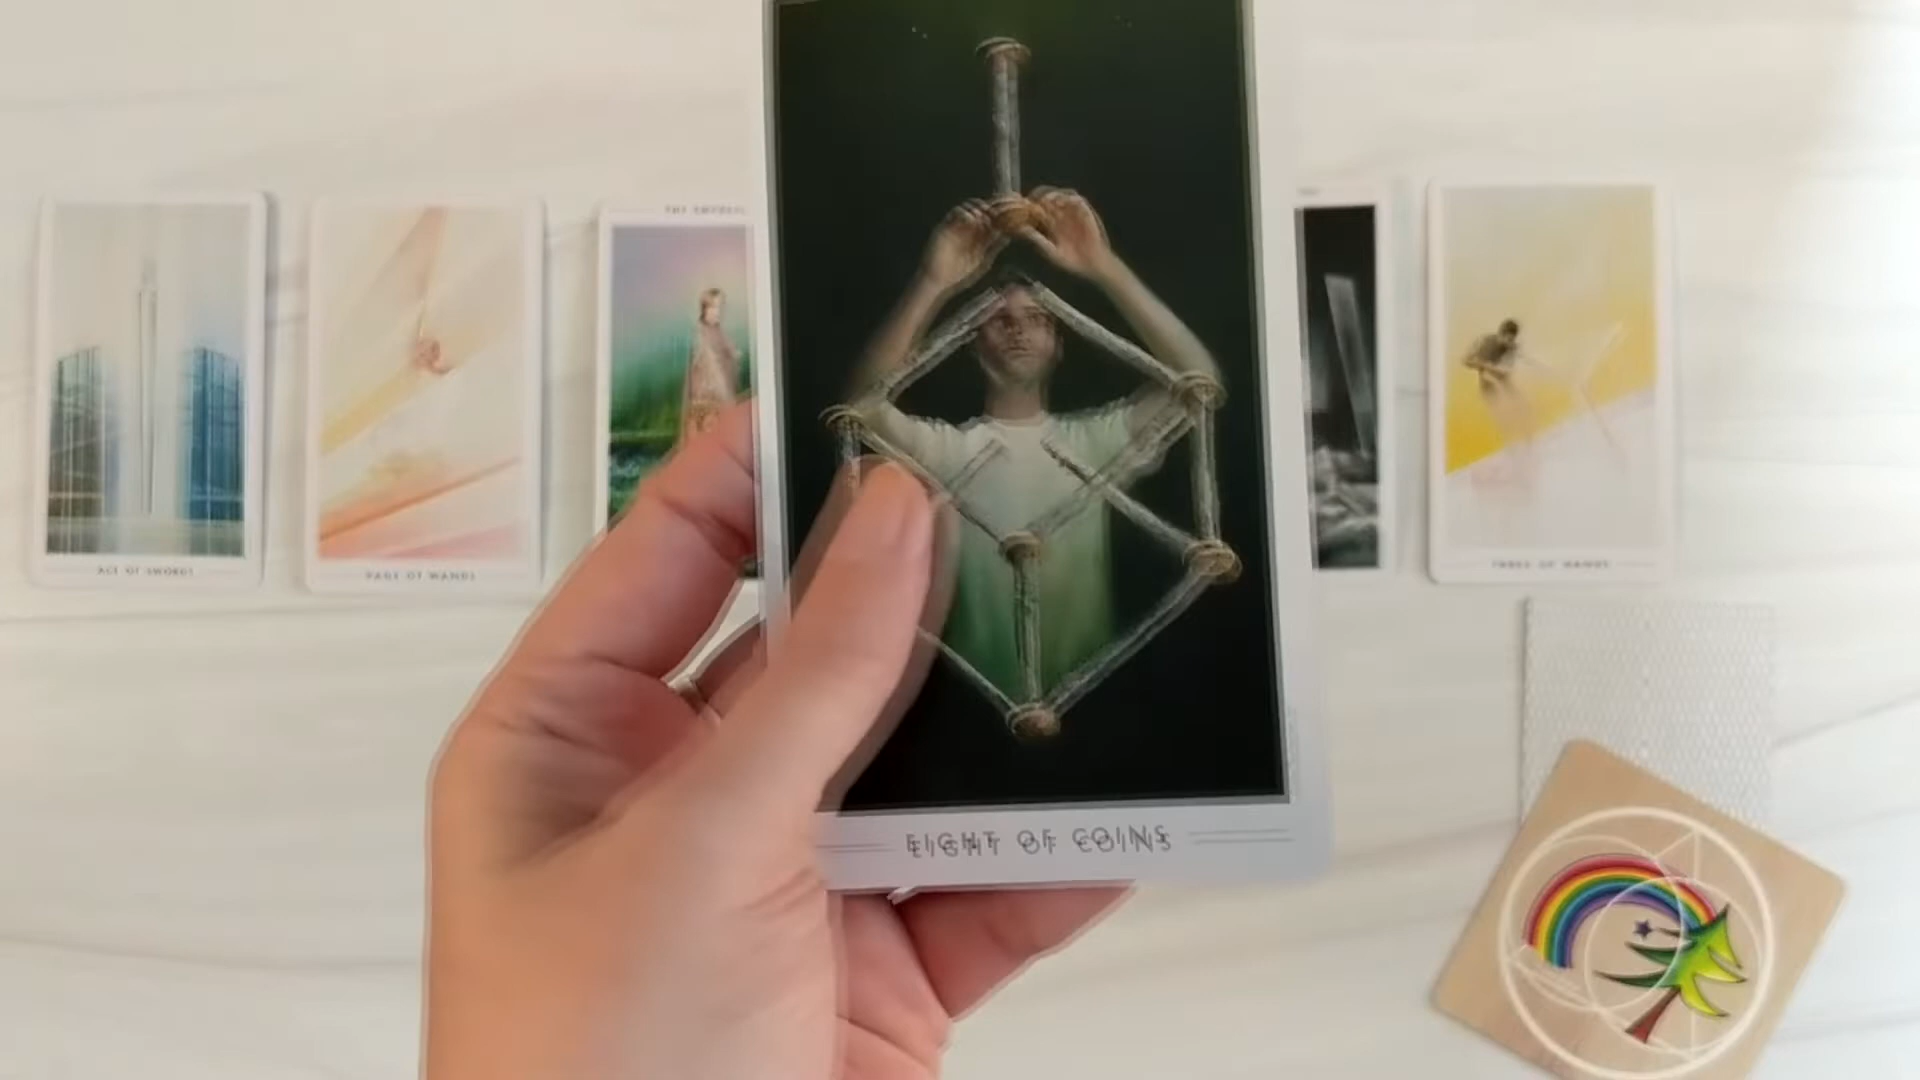 THE EMPRESS
ACE OF SWORDS
PAGE OF WANDS
THREE OF WANDS
EIGHT OF COINS